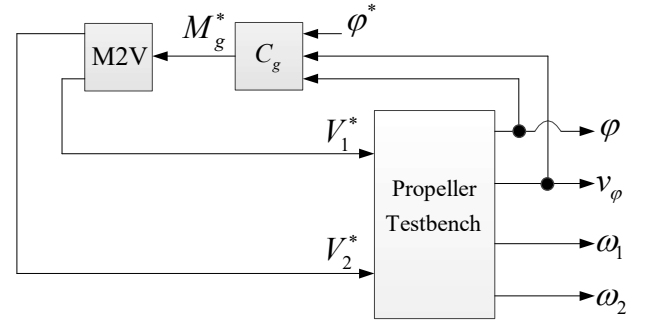 M_g^* φ^*
M2V C_g
V_1^* φ
Propeller v_φ
Testbench
V_2^* ω_1
ω_2